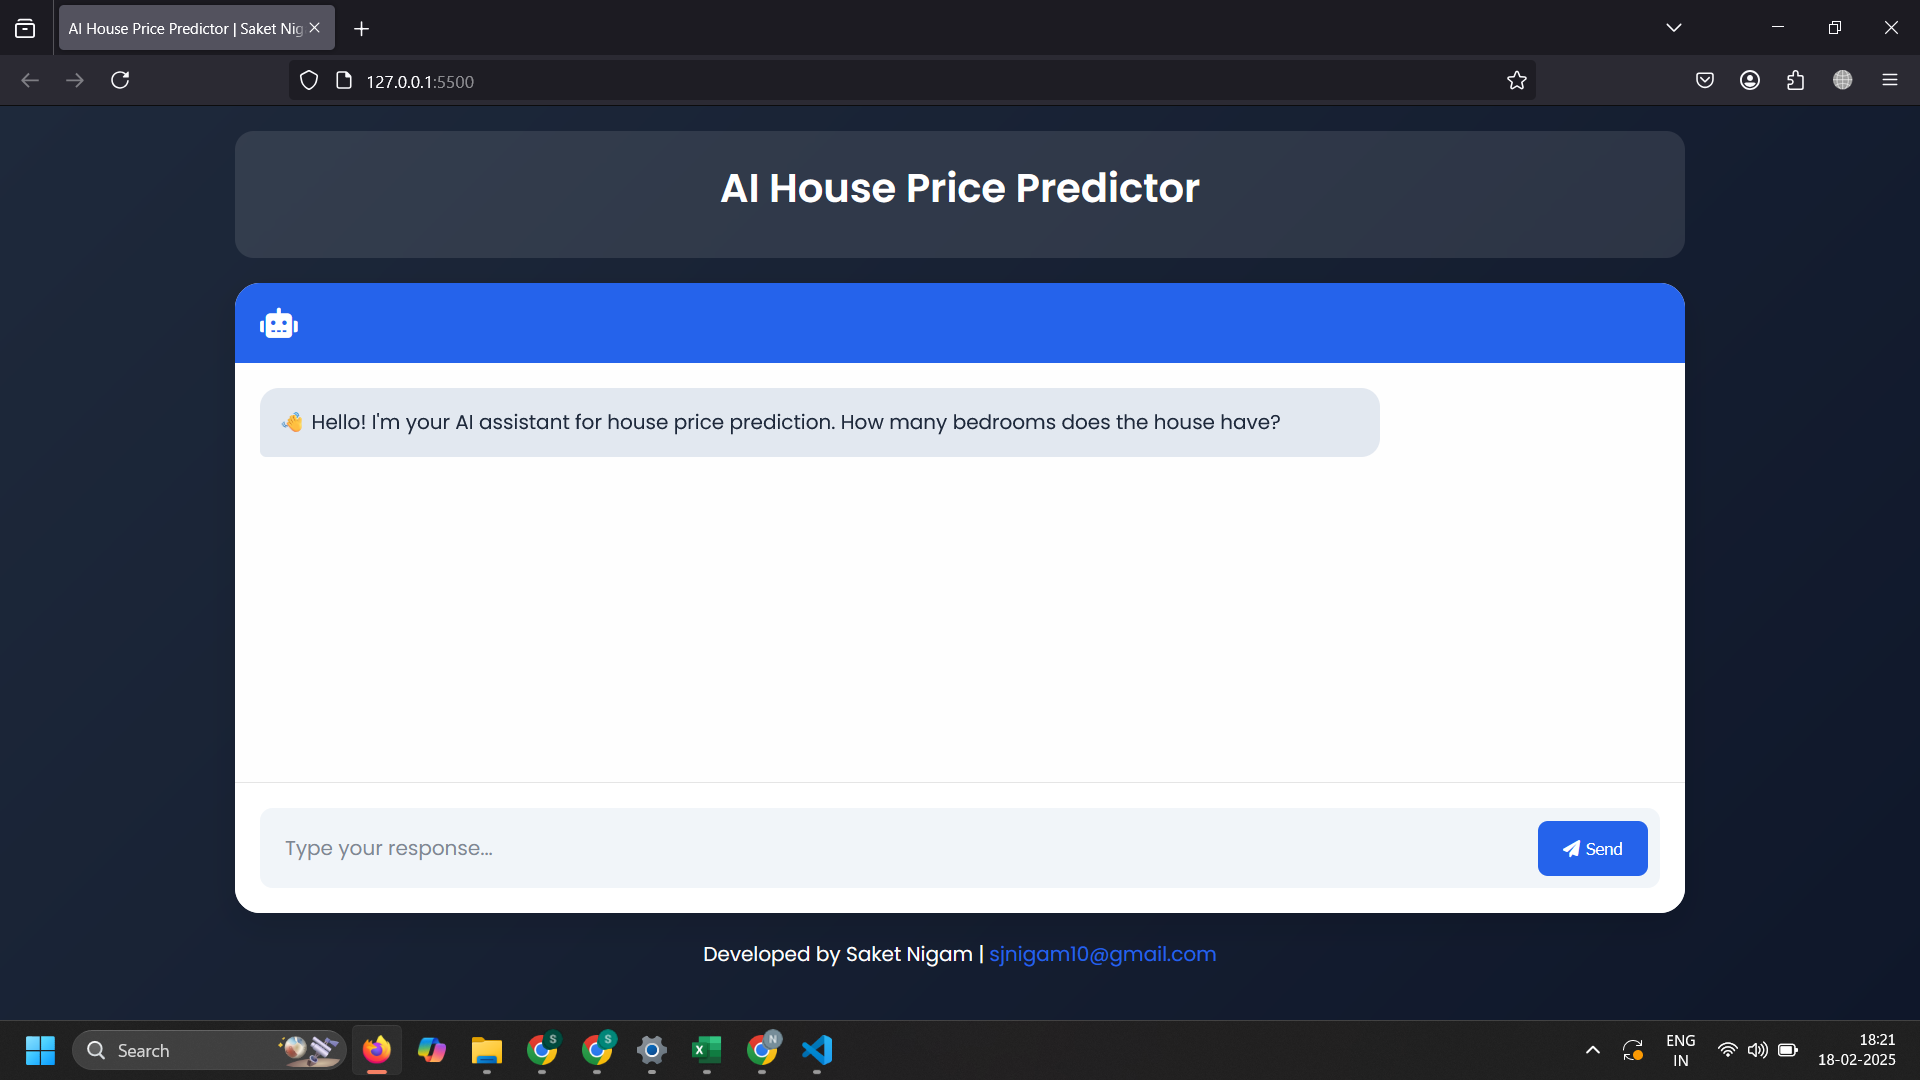 AI House Price Predictor | Saket Nig
127.0.0.1:5500
AI House Price Predictor
👋 Hello! I'm your AI assistant for house price prediction. How many bedrooms does the house have?
Type your response...
Send
Developed by Saket Nigam | sjnigam10@gmail.com
Search
S
S
N
ENG
IN
18:21
18-02-2025